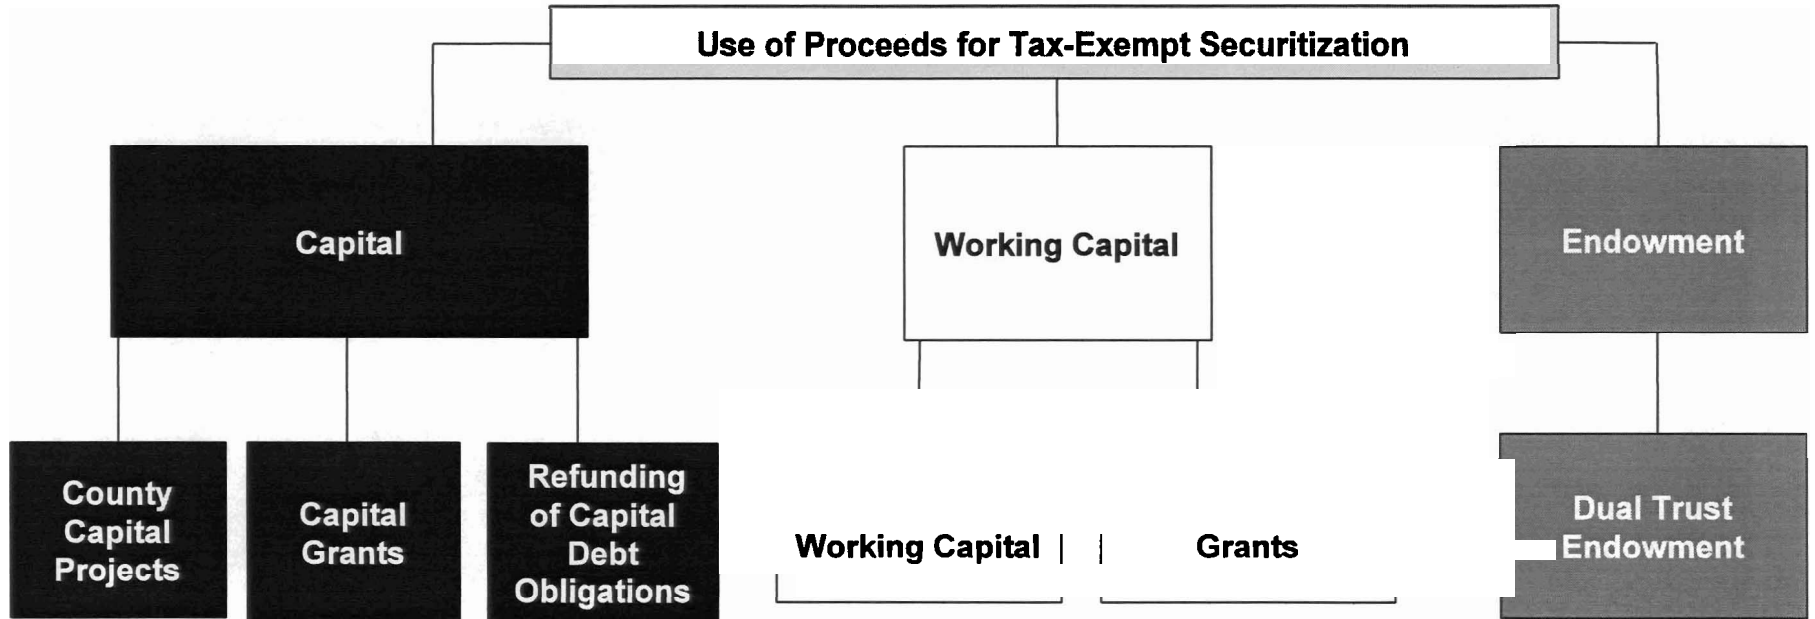 Use of Proceeds for Tax-Exempt Securitization
Capital
Working Capital
Endowment
County
Capital
Projects
Capital
Grants
Refunding
of Capital
Debt
Obligations
Working Capital
Grants
Dual Trust
Endowment